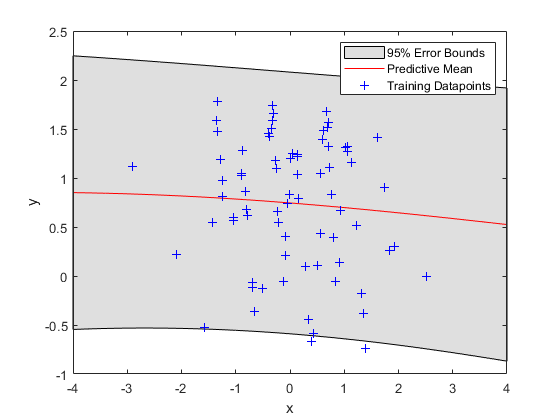 95% Error Bounds
Predictive Mean
Training Datapoints
2.5
2
1.5
1
0.5
0
-0.5
-1
y
-4 -3 -2 -1 0 1 2 3 4
x